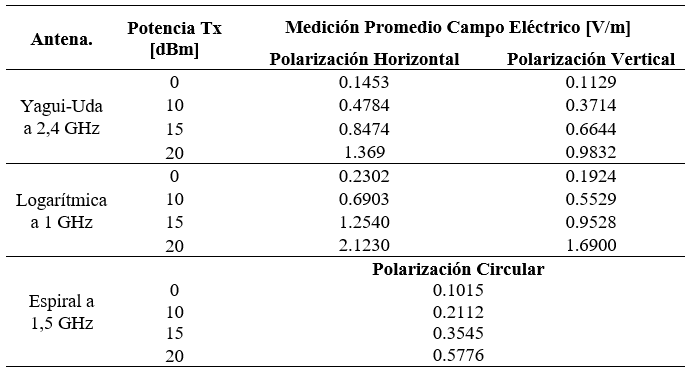 Antena. Potencia Tx [dBm] Medición Promedio Campo Eléctrico [V/m]
Polarización Horizontal Polarización Vertical
Yagui-Uda a 2,4 GHz
0 0.1453 0.1129
10 0.4784 0.3714
15 0.8474 0.6644
20 1.369 0.9832
Logarítmica a 1 GHz
0 0.2302 0.1924
10 0.6903 0.5529
15 1.2540 0.9528
20 2.1230 1.6900
Polarización Circular
Espiral a 1,5 GHz
0 0.1015
10 0.2112
15 0.3545
20 0.5776